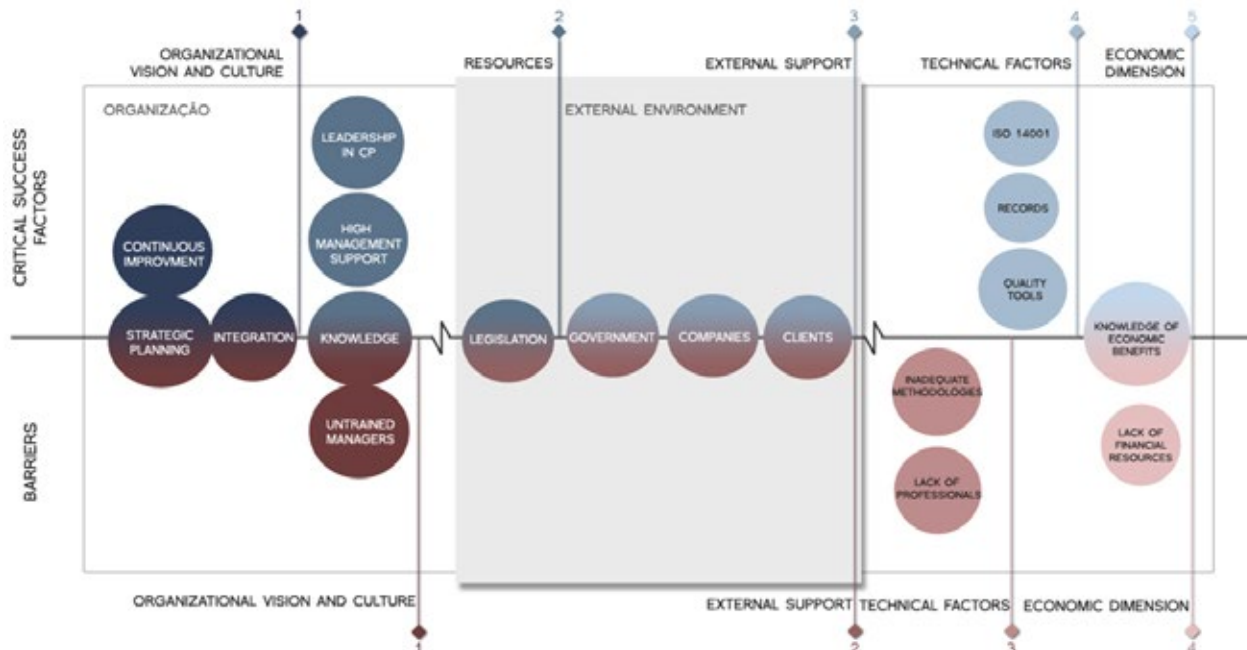 1
2
3
4
5
ORGANIZATIONAL
VISION AND CULTURE
RESOURCES
EXTERNAL SUPPORT
TECHNICAL FACTORS
ECONOMIC
DIMENSION
ORGANIZAÇÃO
EXTERNAL ENVIRONMENT
CRITICAL SUCCESS
FACTORS
BARRIERS
LEADERSHIP
IN CP
HIGH
MANAGEMENT
SUPPORT
CONTINUOUS
IMPROVMENT
STRATEGIC
PLANNING
INTEGRATION
KNOWLEDGE
UNTRAINED
MANAGERS
LEGISLATION
GOVERNMENT
COMPANIES
CLIENTS
ISO 14001
RECORDS
QUALITY
TOOLS
KNOWLEDGE OF
ECONOMIC
BENEFITS
INADEQUATE
METHODOLOGIES
LACK OF
PROFESSIONALS
LACK OF
FINANCIAL
RESOURCES
ORGANIZATIONAL VISION AND CULTURE
EXTERNAL SUPPORT
TECHNICAL FACTORS
ECONOMIC DIMENSION
1
2
3
4